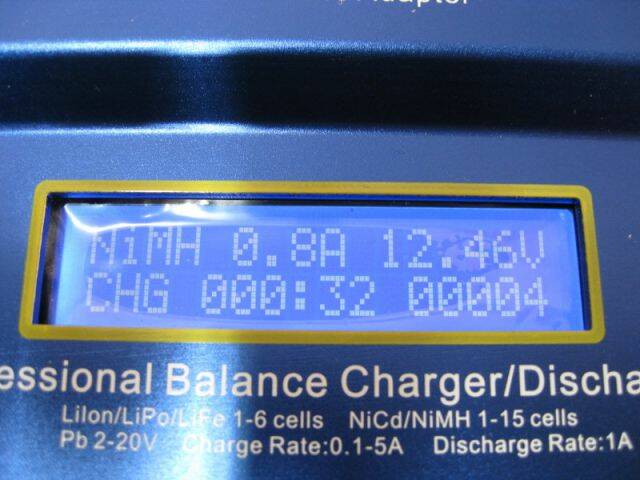 Adaptor
NiMH 0.8A 12.46V
CHG 000:32 00004
essional Balance Charger/Discha
LiIon/LiPo/LiFe 1-6 cells NiCd/NiMH 1-15 cells
Pb 2-20V Charge Rate:0.1-5A Discharge Rate:1A